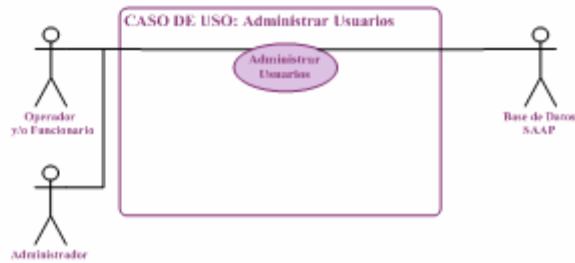 CASO DE USO: Administrar Usuarios
Administrar
Usuarios
Operador
y/o Funcionario
Base de Datos
SAAP
Administrador